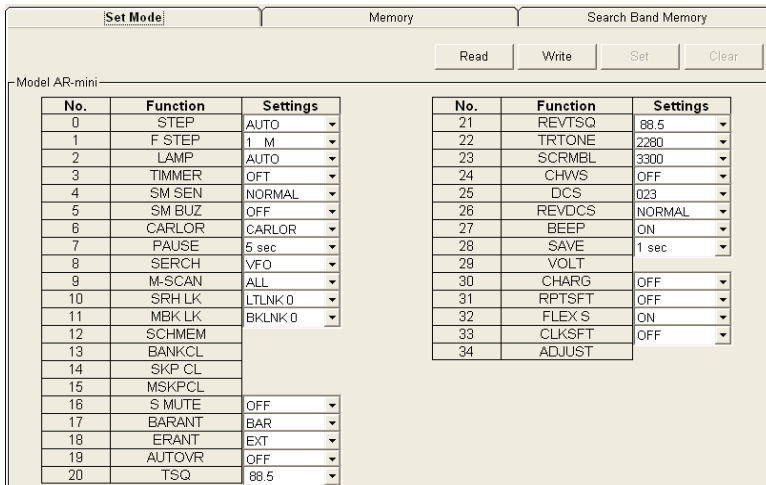 Set Mode Memory Search Band Memory
Read Write Set Clear
Model AR-mini
No. Function Settings
0 STEP AUTO
1 F STEP 1 M
2 LAMP AUTO
3 TIMMER OFT
4 SM SEN NORMAL
5 SM BUZ OFF
6 CARLOR CARLOR
7 PAUSE 5 sec
8 SERCH VFO
9 M-SCAN ALL
10 SRH LK LTLNK 0
11 MBK LK BKLNK 0
12 SCHMEM
13 BANKCL
14 SKP CL
15 MSKPCL
16 S MUTE OFF
17 BARANT BAR
18 ERANT EXT
19 AUTOVR OFF
20 TSQ 88.5
No. Function Settings
21 REVTSQ 88.5
22 TRTONE 2280
23 SCRMBL 3300
24 CHWS OFF
25 DCS 023
26 REVDCS NORMAL
27 BEEP ON
28 SAVE 1 sec
29 VOLT
30 CHARG OFF
31 RPTSFT OFF
32 FLEX S ON
33 CLKSFT OFF
34 ADJUST